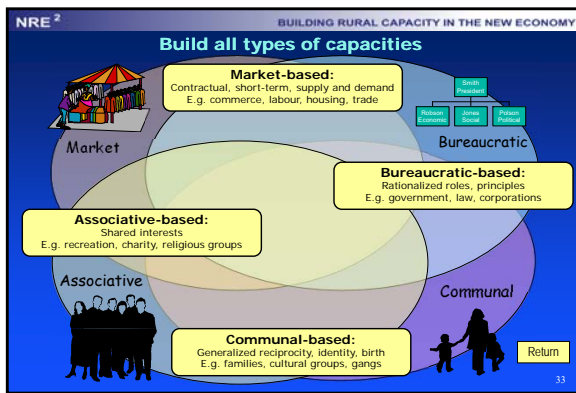 NRE²
BUILDING RURAL CAPACITY IN THE NEW ECONOMY
Build all types of capacities
Market-based:
Contractual, short-term, supply and demand
E.g. commerce, labour, housing, trade
Market
Smith
President
Robson
Economic
Jones
Social
Polson
Political
Bureaucratic
Bureaucratic-based:
Rationalized roles, principles
E.g. government, law, corporations
Associative-based:
Shared interests
E.g. recreation, charity, religious groups
Associative
Communal
Communal-based:
Generalized reciprocity, identity, birth
E.g. families, cultural groups, gangs
Return
33